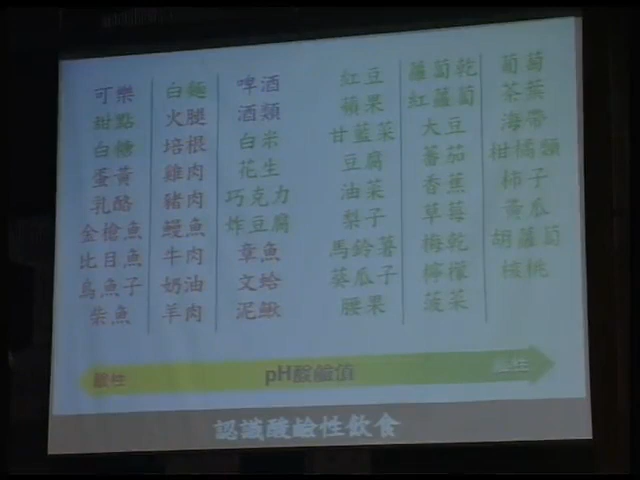 可樂 白麵 啤酒 紅豆 蘿蔔乾 葡萄
甜點 火腿 酒類 蘋果 紅蘿蔔 茶葉
白糖 培根 白米 甘藍菜 大豆 海帶
蛋黃 雞肉 花生 豆腐 蕃茄 柑橘類
乳酪 豬肉 巧克力 油菜 香蕉 柿子
金槍魚 鰻魚 炸豆腐 梨子 草莓 黃瓜
比目魚 牛肉 章魚 馬鈴薯 梅乾 胡蘿蔔
烏魚子 奶油 文蛤 葵瓜子 檸檬 核桃
柴魚 羊肉 泥鰍 腰果 菠菜
酸性 pH酸鹼值 鹼性
認識酸鹼性飲食